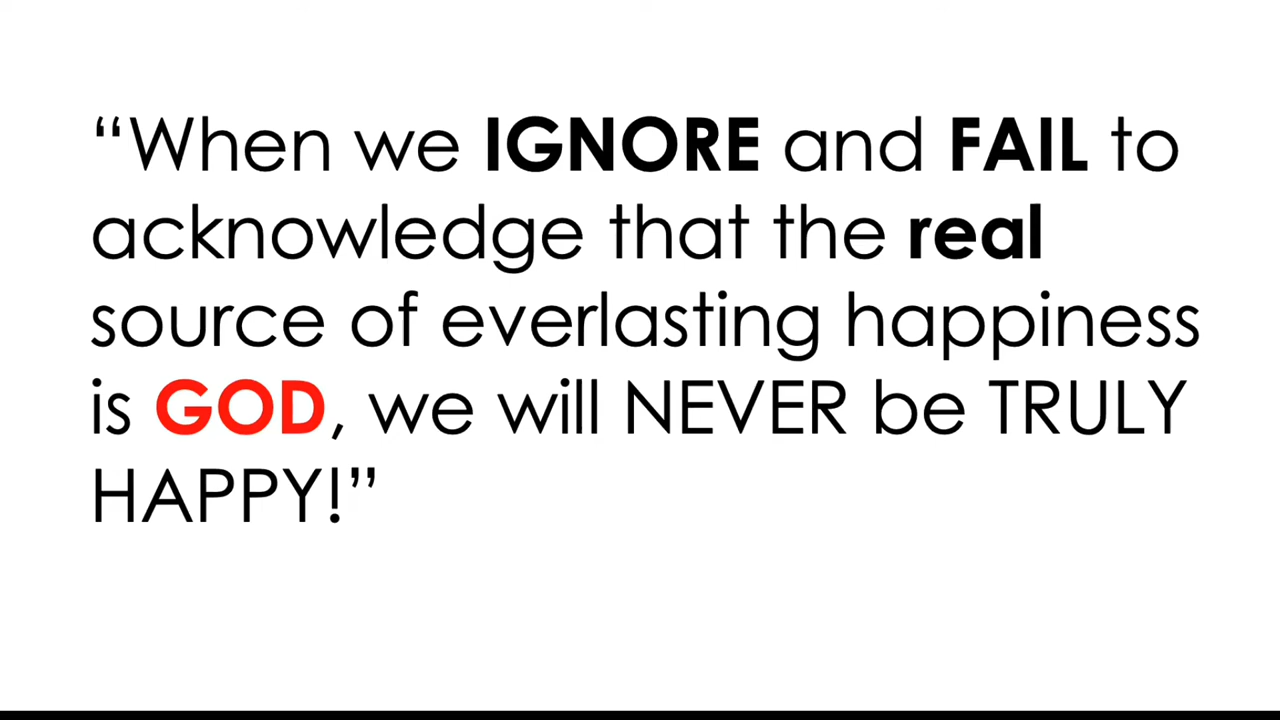 “When we IGNORE and FAIL to
acknowledge that the real
source of everlasting happiness
is GOD, we will NEVER be TRULY
HAPPY!”